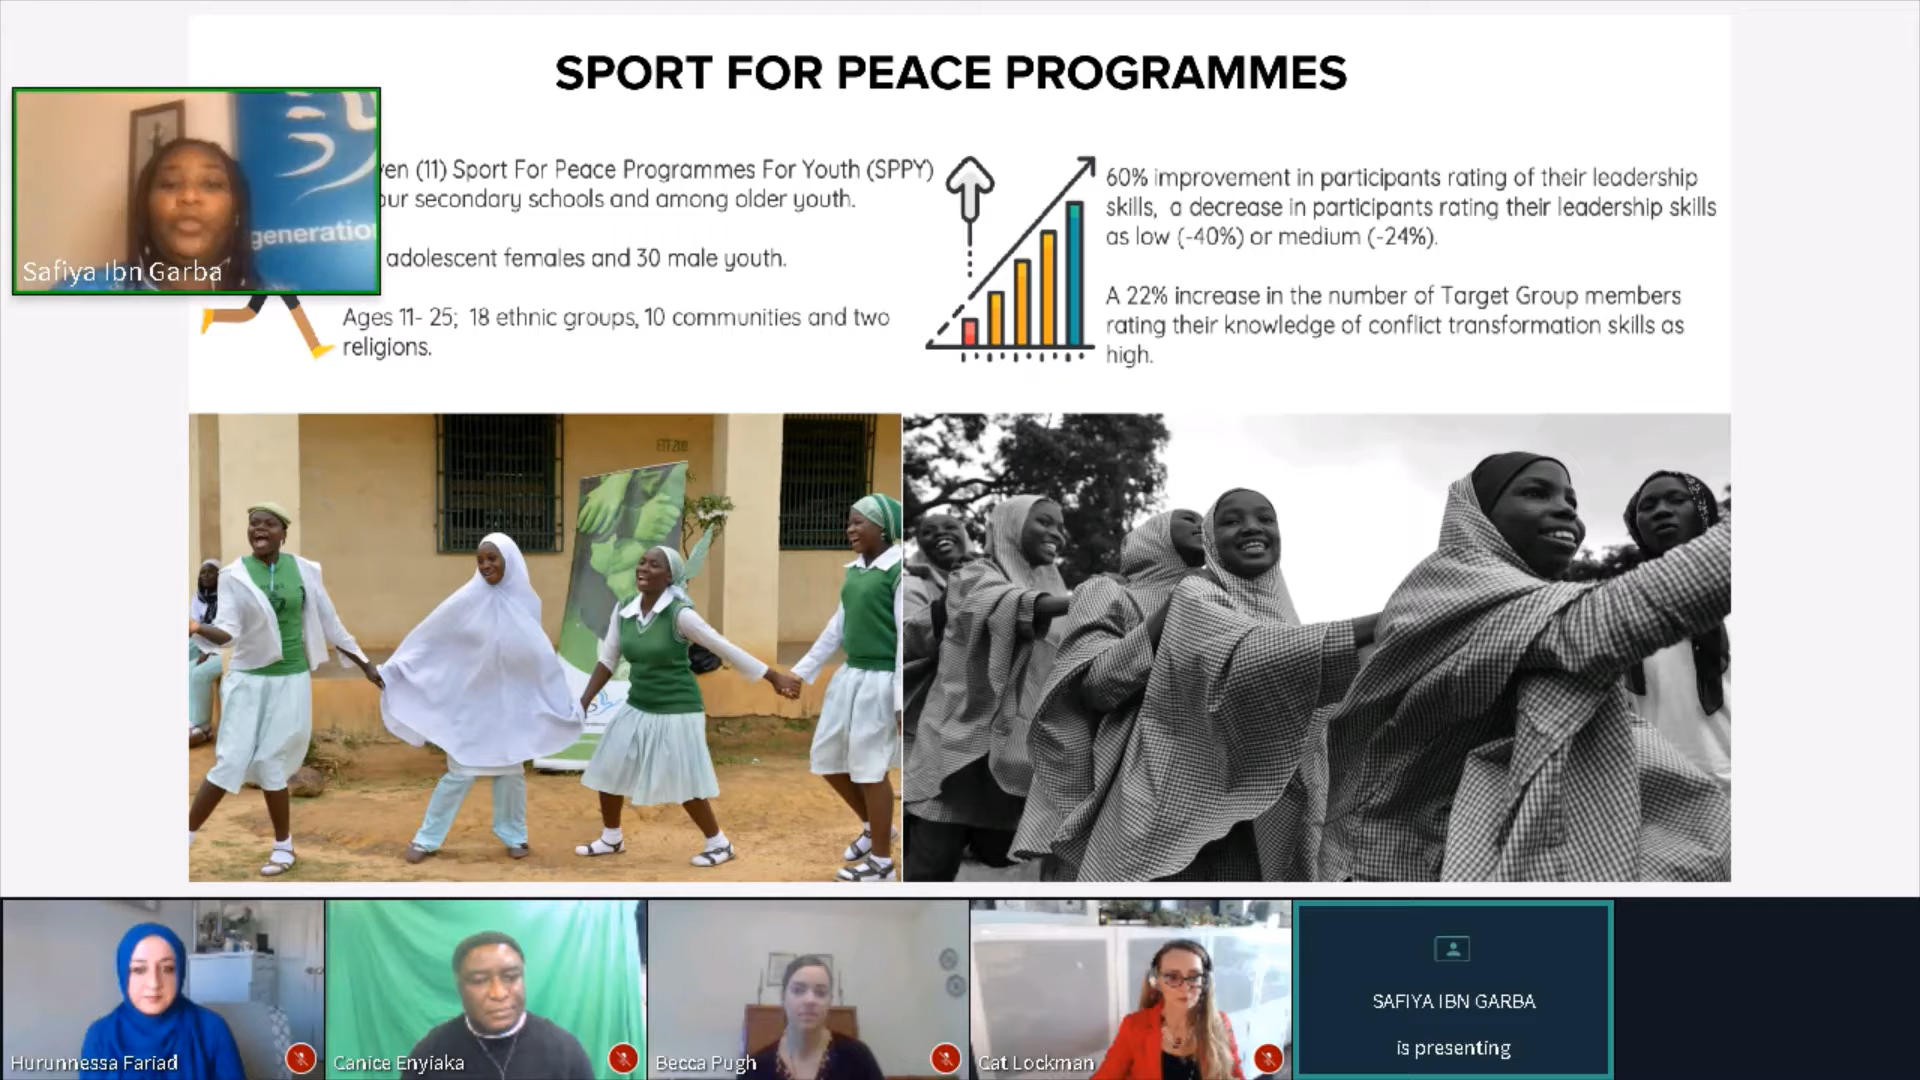 SPORT FOR PEACE PROGRAMMES
(11) Sport For Peace Programmes For Youth (SPPY)
secondary schools and among older youth.
adolescent females and 30 male youth.
Ages 11- 25; 18 ethnic groups, 10 communities and two
religions.
60% improvement in participants rating of their leadership
skills, a decrease in participants rating their leadership skills
as low (-40%) or medium (-24%).
A 22% increase in the number of Target Group members
rating their knowledge of conflict transformation skills as
high.
Safiya Ibn Garba
Hurunnessa Fariad
Canice Enyiaka
Becca Pugh
Cat Lockman
SAFIYA IBN GARBA
is presenting